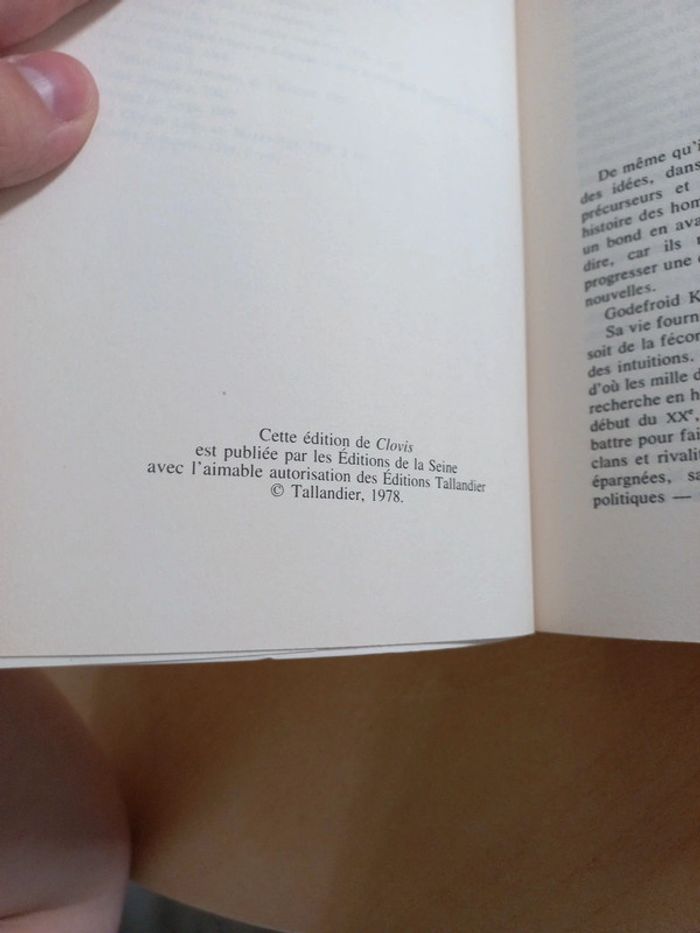 Cette édition de Clovis
est publiée par les Éditions de la Seine
avec l'aimable autorisation des Éditions Tallandier
© Tallandier, 1978.
De même qu'i
des idées, dans
précurseurs et
histoire des hom
un bond en ava
dire, car ils
progresser une
nouvelles.
Godefroid K
Sa vie fourn
soit de la fécon
des intuitions.
d'où les mille d
recherche en h
début du XXe,
battre pour fai
clans et rivalit
épargnées, sa
politiques —